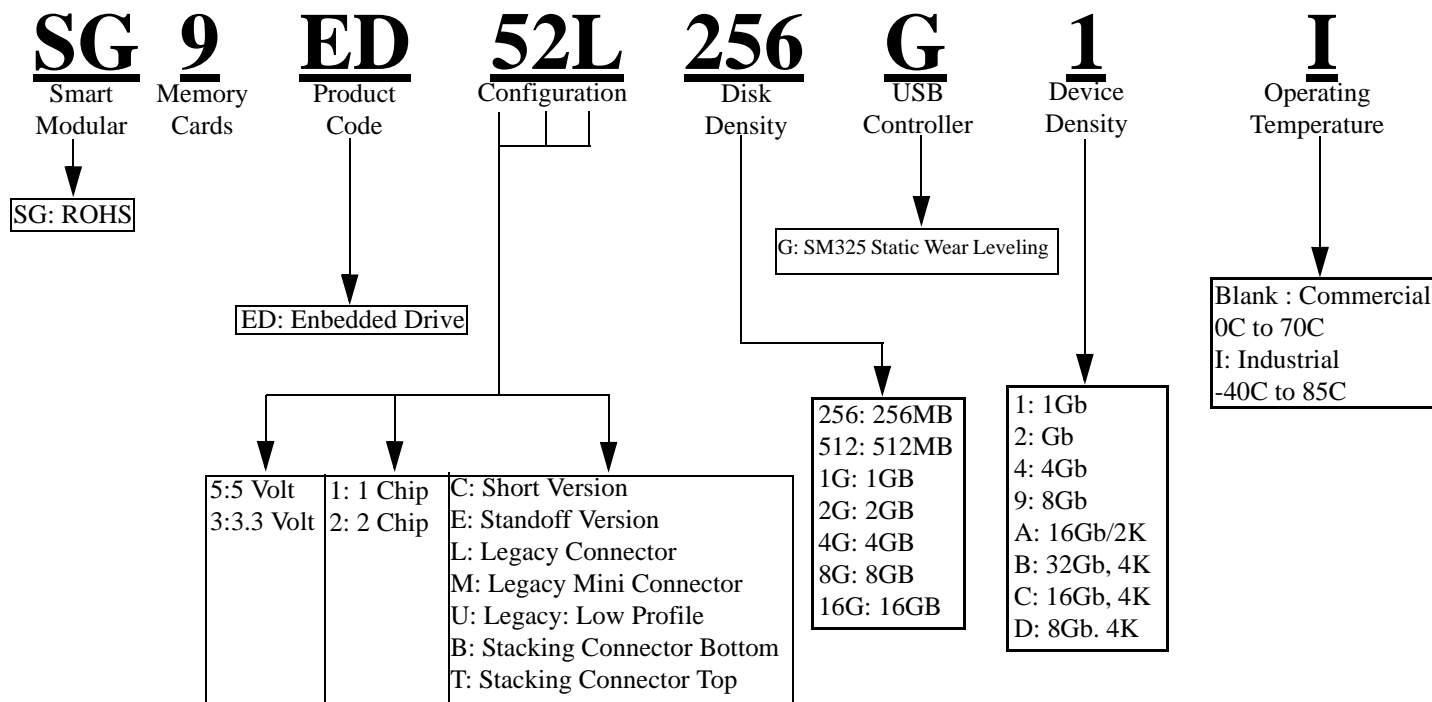 SG 9 ED 52L 256 G 1 I
Smart Modular
Memory Cards
Product Code
Configuration
Disk Density
USB Controller
Device Density
Operating Temperature
SG: ROHS
G: SM325 Static Wear Leveling
ED: Enbedded Drive
Blank : Commercial
0C to 70C
I: Industrial
-40C to 85C
5:5 Volt
3:3.3 Volt
1: 1 Chip
2: 2 Chip
C: Short Version
E: Standoff Version
L: Legacy Connector
M: Legacy Mini Connector
U: Legacy: Low Profile
B: Stacking Connector Bottom
T: Stacking Connector Top
256: 256MB
512: 512MB
1G: 1GB
2G: 2GB
4G: 4GB
8G: 8GB
16G: 16GB
1: 1Gb
2: Gb
4: 4Gb
9: 8Gb
A: 16Gb/2K
B: 32Gb, 4K
C: 16Gb, 4K
D: 8Gb. 4K